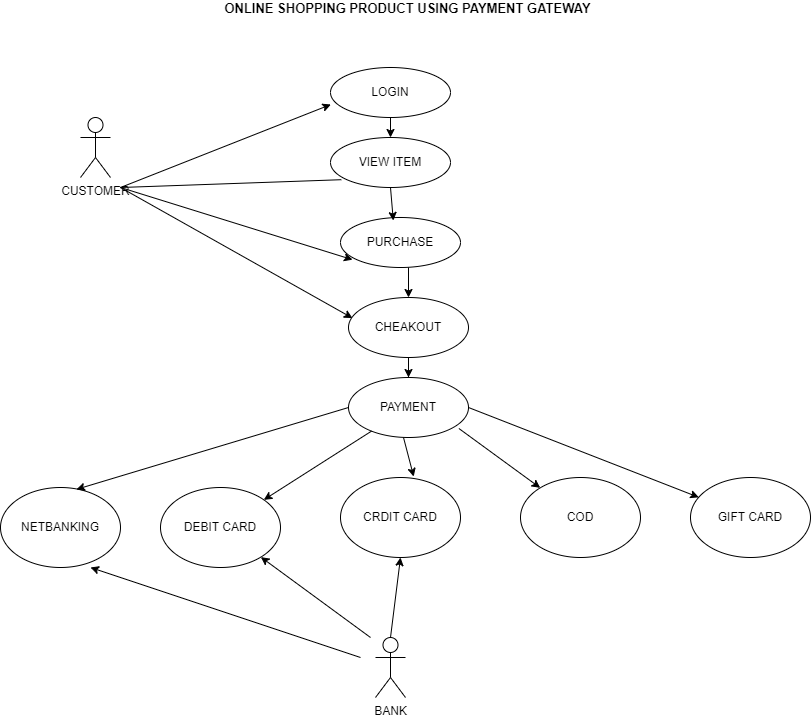 ONLINE SHOPPING PRODUCT USING PAYMENT GATEWAY
LOGIN
VIEW ITEM
CUSTOMER
PURCHASE
CHEAKOUT
PAYMENT
NETBANKING
DEBIT CARD
CRDIT CARD
COD
GIFT CARD
BANK